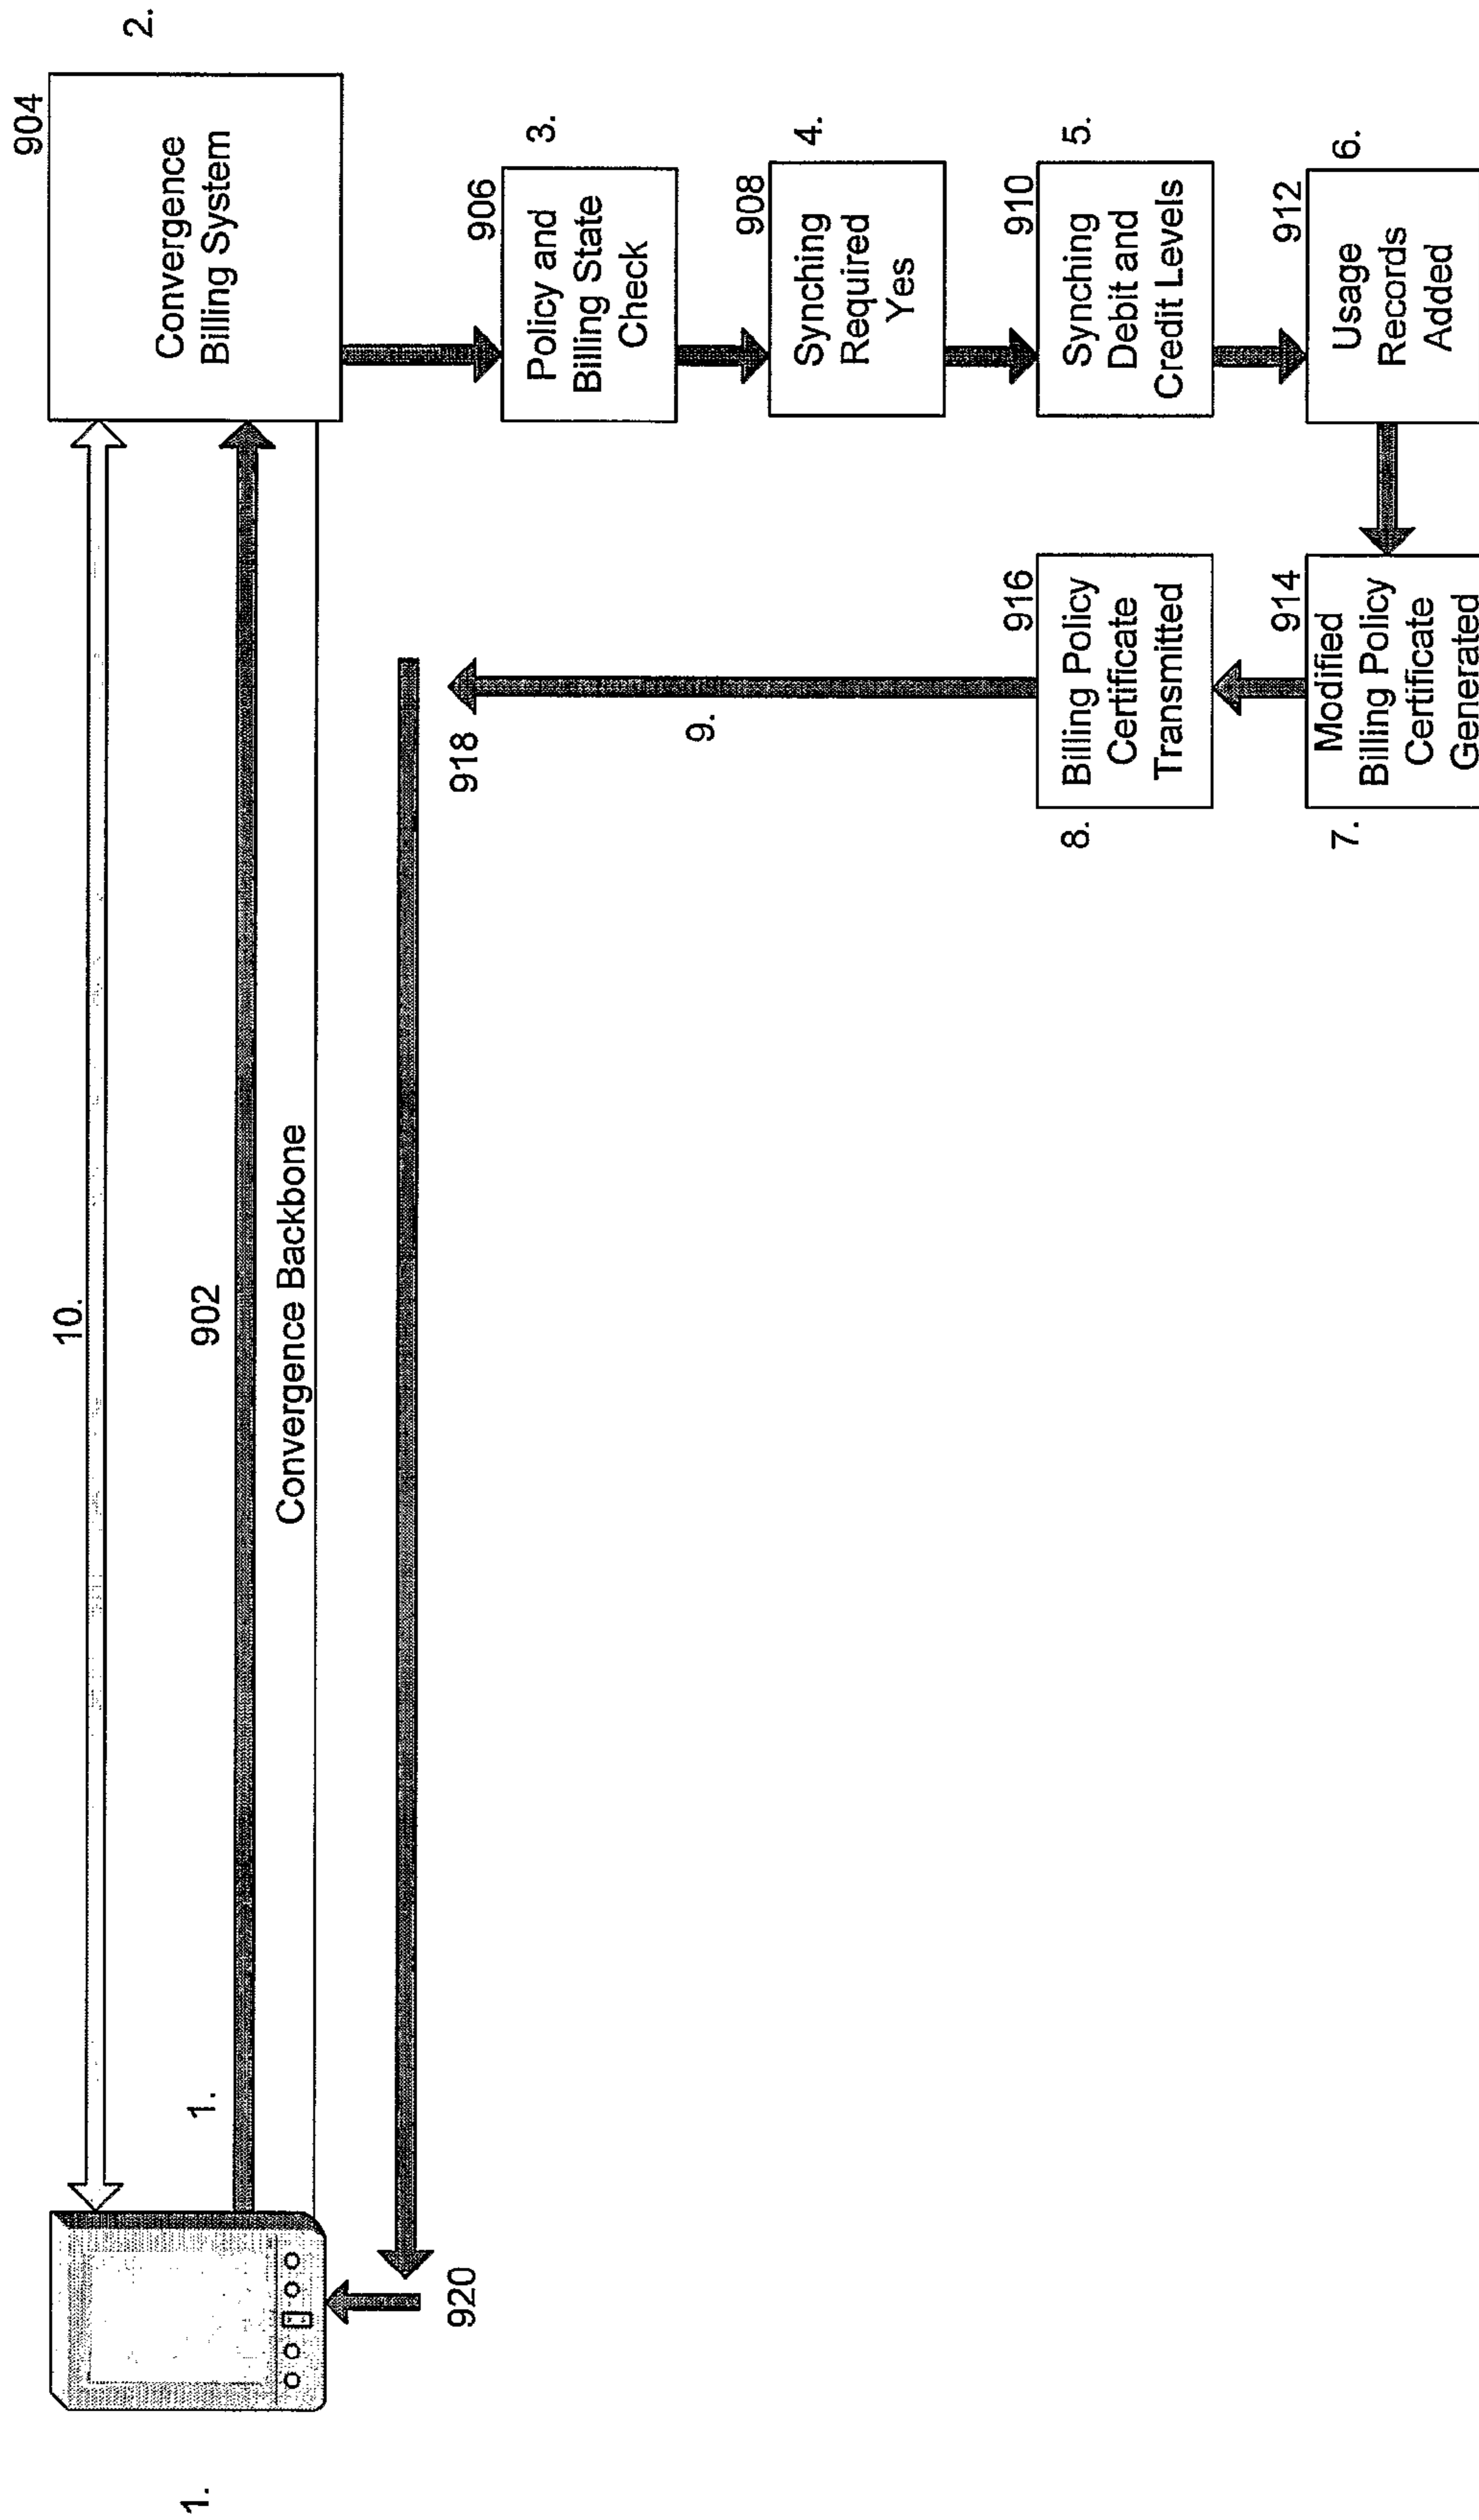 904
2.
Convergence
Billing System
10.
902
1.
1.
Convergence Backbone
906
3.
Policy and
Billing State
Check
908
4.
Synching
Required
Yes
910
5.
Synching
Debit and
Credit Levels
912
6.
Usage
Records
Added
914
7.
Modified
Billing Policy
Certificate
Generated
916
8.
Billing Policy
Certificate
Transmitted
9.
918
920